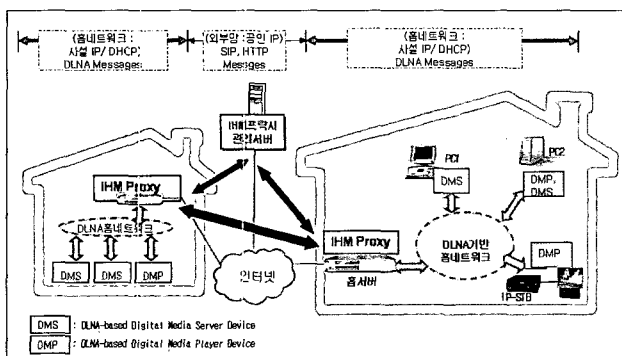 (홈네트워크 :
사설 IP/ DHCP)
DLNA Messages
(외부망 : 공인 IP)
SIP, HTTP
Messges
(홈네트워크 :
사설 IP/ DHCP)
DLNA Messages
IHM프락시
관리서버
IHM Proxy
DLNA홈네트워크
DMS
DMS
DMP
인터넷
IHM Proxy
홈서버
PC1
DMS
PC2
DMP,
DMS
DLNA기반
홈네트워크
DMP
IP-STB
DMS : DLNA-based Digital Media Server Device
DMP : DLNA-based Digital Media Player Device